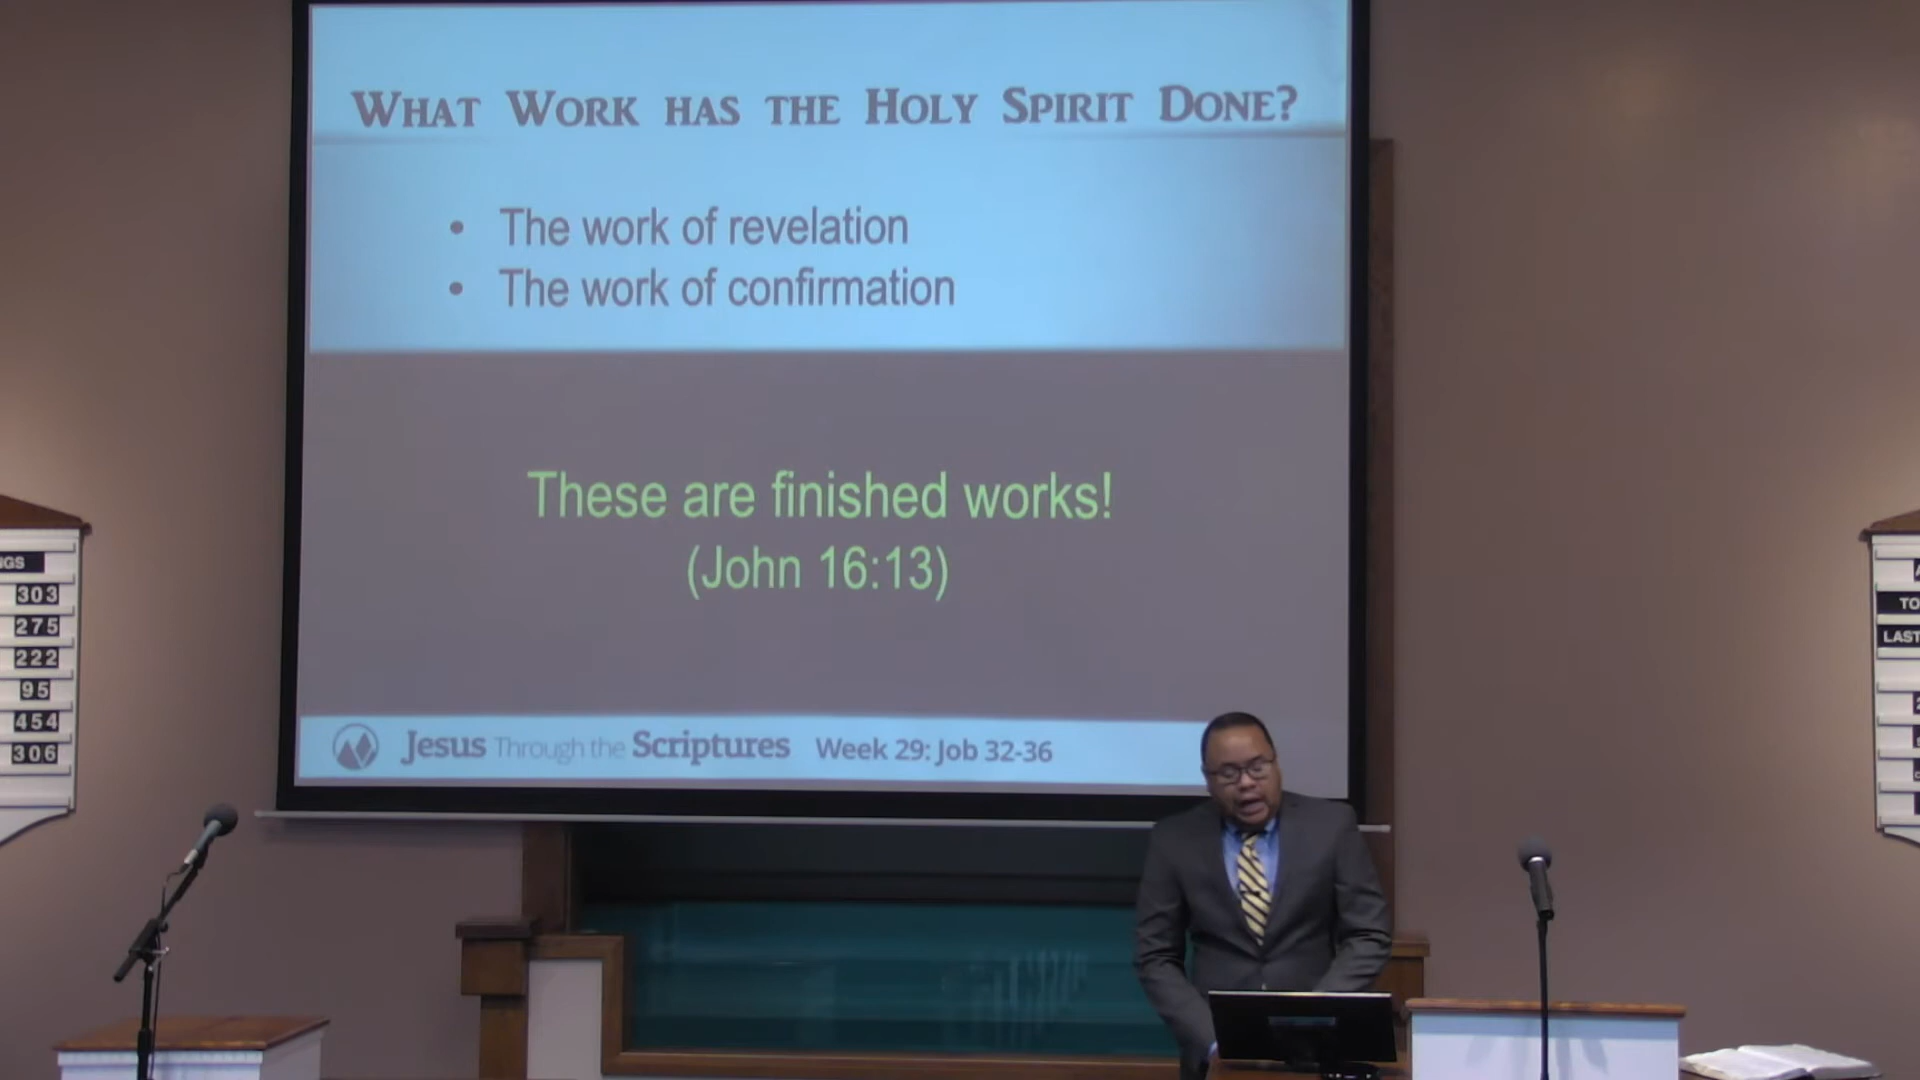 WHAT WORK HAS THE HOLY SPIRIT DONE?
• The work of revelation
• The work of confirmation
These are finished works!
(John 16:13)
Jesus Through the Scriptures Week 29: Job 32-36
303
275
222
95
454
306
TO
LAST